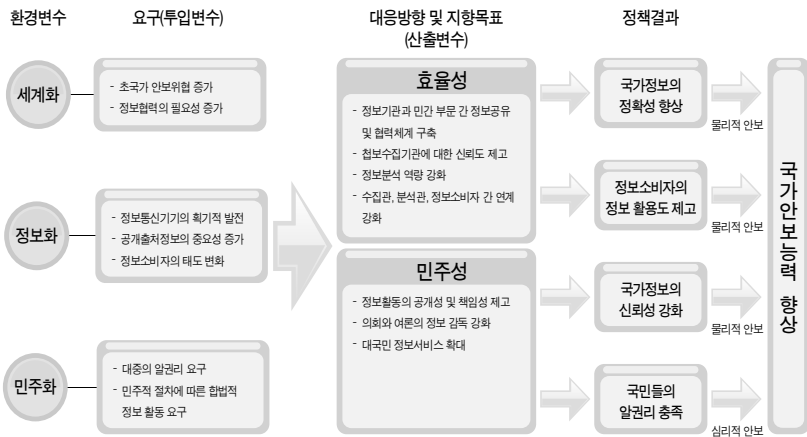 환경변수
요구(투입변수)
대응방향 및 지향목표
(산출변수)
정책결과
세계화
- 초국가 안보위협 증가
- 정보협력의 필요성 증가
정보화
- 정보통신기기의 획기적 발전
- 공개출처정보의 중요성 증가
- 정보소비자의 태도 변화
민주화
- 대중의 알권리 요구
- 민주적 절차에 따른 합법적
정보 활동 요구
효율성
- 정보기관과 민간 부문 간 정보공유
및 협력체계 구축
- 첩보수집기관에 대한 신뢰도 제고
- 정보분석 역량 강화
- 수집관, 분석관, 정보소비자 간 연계
강화
민주성
- 정보활동의 공개성 및 책임성 제고
- 의회와 여론의 정보 감독 강화
- 대국민 정보서비스 확대
국가정보의
정확성 향상
물리적 안보
정보소비자의
정보 활용도 제고
물리적 안보
국가정보의
신뢰성 강화
물리적 안보
국민들의
알권리 충족
심리적 안보
국가안보능력 향상